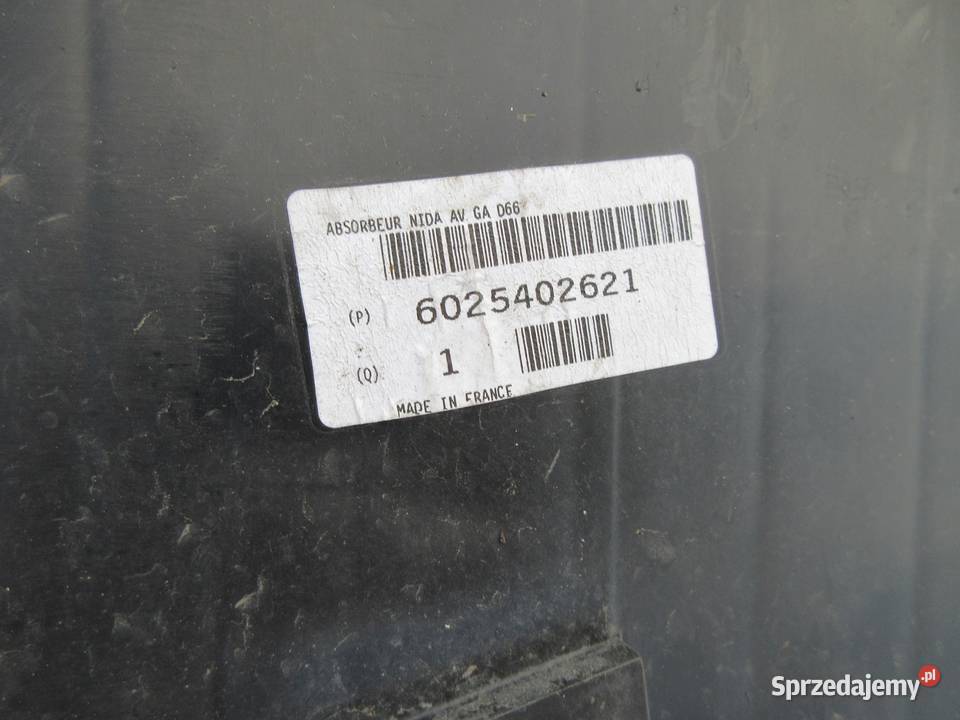 ABSORBEUR NIDA AV GA D66
(P) 6025402621
(Q) 1
MADE IN FRANCE
Sprzedajemy.pl